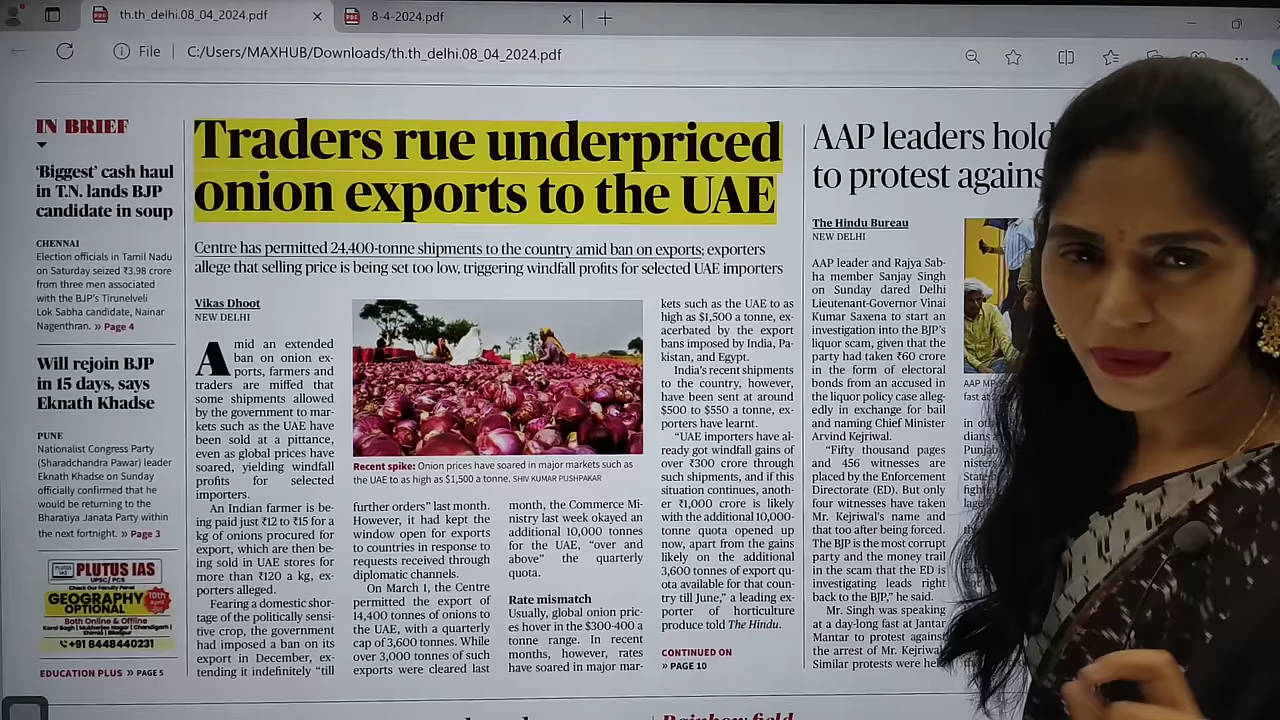 th.th_delhi.08_04_2024.pdf
8-4-2024.pdf
File
C:/Users/MAXHUB/Downloads/th.th_delhi.08_04_2024.pdf
IN BRIEF
‘Biggest’ cash haul
in T.N. lands BJP
candidate in soup
CHENNAI
Election officials in Tamil Nadu
on Saturday seized ₹3.98 crore
from three men associated
with the BJP’s Tirunelveli
Lok Sabha candidate, Nainar
Nagenthran. » Page 4
Will rejoin BJP
in 15 days, says
Eknath Khadse
PUNE
Nationalist Congress Party
(Sharadchandra Pawar) leader
Eknath Khadse on Sunday
officially confirmed that he
would be returning to the
Bharatiya Janata Party within
the next fortnight. » Page 3
PLUTUS IAS
UPSC/ PCS
Check Our Faculty Panel
GEOGRAPHY
OPTIONAL
10th
April
Both Online & Offline
+91 8448440231
EDUCATION PLUS » PAGE 5
Traders rue underpriced
onion exports to the UAE
Centre has permitted 24,400-tonne shipments to the country amid ban on exports; exporters
allege that selling price is being set too low, triggering windfall profits for selected UAE importers
Vikas Dhoot
NEW DELHI
Amid an extended
ban on onion ex-
ports, farmers and
traders are miffed that
some shipments allowed
by the government to mar-
kets such as the UAE have
been sold at a pittance,
even as global prices have
soared, yielding windfall
profits for selected
importers.
An Indian farmer is be-
ing paid just ₹12 to ₹15 for a
kg of onions procured for
export, which are then be-
ing sold in UAE stores for
more than ₹120 a kg, ex-
porters alleged.
Fearing a domestic shor-
tage of the politically sensi-
tive crop, the government
had imposed a ban on its
export in December, ex-
tending it indefinitely “till
Recent spike: Onion prices have soared in major markets such as
the UAE to as high as $1,500 a tonne. SHIV KUMAR PUSHPAKAR
further orders” last month.
However, it had kept the
window open for exports
to countries in response to
requests received through
diplomatic channels.
On March 1, the Centre
permitted the export of
14,400 tonnes of onions to
the UAE, with a quarterly
cap of 3,600 tonnes. While
over 3,000 tonnes of such
exports were cleared last
month, the Commerce Mi-
nistry last week okayed an
additional 10,000 tonnes
for the UAE, “over and
above” the quarterly
quota.
Rate mismatch
Usually, global onion pric-
es hover in the $300-400 a
tonne range. In recent
months, however, rates
have soared in major mar-
kets such as the UAE to as
high as $1,500 a tonne, ex-
acerbated by the export
bans imposed by India, Pa-
kistan, and Egypt.
India’s recent shipments
to the country, however,
have been sent at around
$500 to $550 a tonne, ex-
porters have learnt.
“UAE importers have al-
ready got windfall gains of
over ₹300 crore through
such shipments, and if this
situation continues, anoth-
er ₹1,000 crore is likely
with the additional 10,000-
tonne quota opened up
now, apart from the gains
likely on the additional
3,600 tonnes of export qu-
ota available for that coun-
try till June,” a leading ex-
porter of horticulture
produce told The Hindu.
CONTINUED ON
» PAGE 10
AAP leaders hold
to protest agains
The Hindu Bureau
NEW DELHI
AAP leader and Rajya Sab-
ha member Sanjay Singh
on Sunday dared Delhi
Lieutenant-Governor Vinai
Kumar Saxena to start an
investigation into the BJP’s
liquor scam, given that the
party had taken ₹60 crore
in the form of electoral
bonds from an accused in
the liquor policy case alleg-
edly in exchange for bail
and naming Chief Minister
Arvind Kejriwal.
“Fifty thousand pages
and 456 witnesses are
placed by the Enforcement
Directorate (ED). But only
four witnesses have taken
Mr. Kejriwal’s name and
that too after being forced.
The BJP is the most corrupt
party and the money trail
in the scam that the ED is
investigating leads right
back to the BJP,” he said.
Mr. Singh was speaking
at a day-long fast at Jantar
Mantar to protest against
the arrest of Mr. Kejriwal.
Similar protests were held
AAP MP
fast at